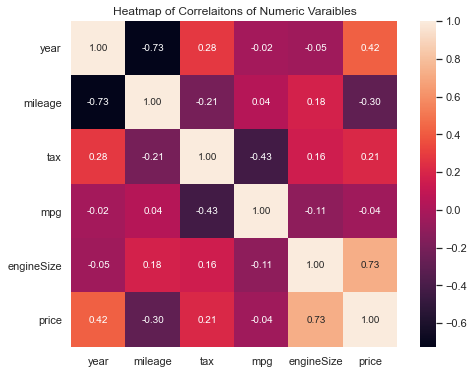 Heatmap of Correlaitons of Numeric Varaibles
year 1.00 -0.73 0.28 -0.02 -0.05 0.42
mileage -0.73 1.00 -0.21 0.04 0.18 -0.30
tax 0.28 -0.21 1.00 -0.43 0.16 0.21
mpg -0.02 0.04 -0.43 1.00 -0.11 -0.04
engineSize -0.05 0.18 0.16 -0.11 1.00 0.73
price 0.42 -0.30 0.21 -0.04 0.73 1.00
year mileage tax mpg engineSize price
1.0
0.8
0.6
0.4
0.2
0.0
−0.2
−0.4
−0.6